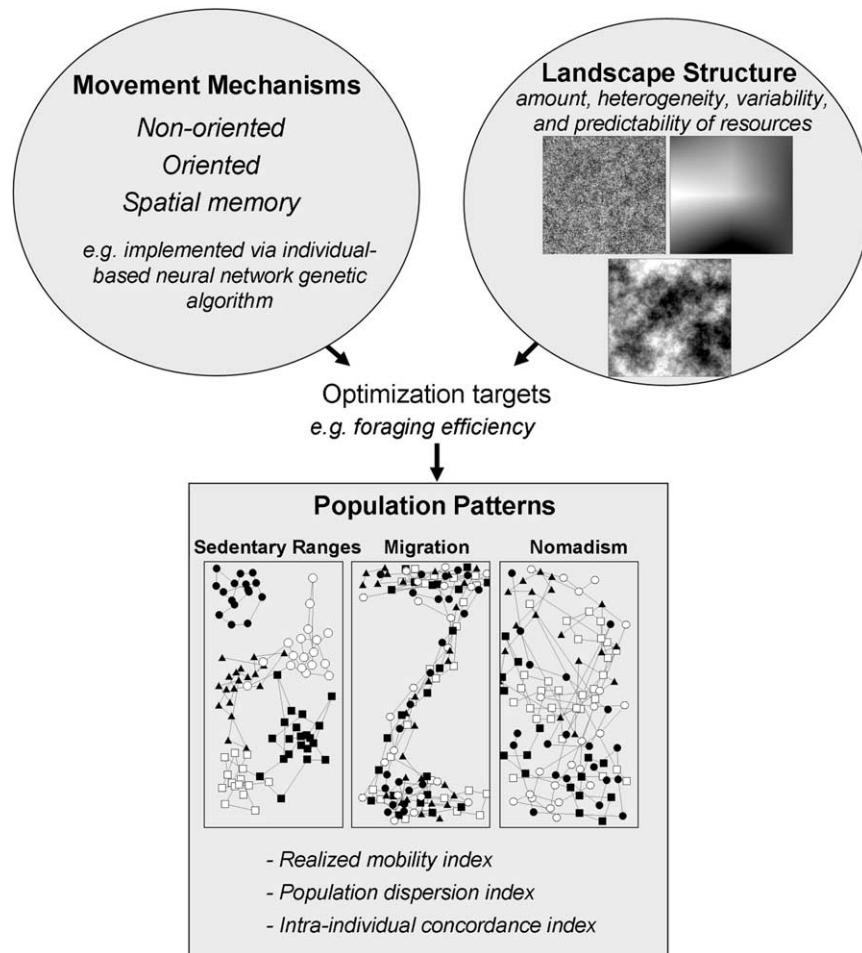 Movement Mechanisms
Non-oriented
Oriented
Spatial memory
e.g. implemented via individual-
based neural network genetic
algorithm
Landscape Structure
amount, heterogeneity, variability,
and predictability of resources
Optimization targets
e.g. foraging efficiency
Population Patterns
Sedentary Ranges Migration Nomadism
- Realized mobility index
- Population dispersion index
- Intra-individual concordance index